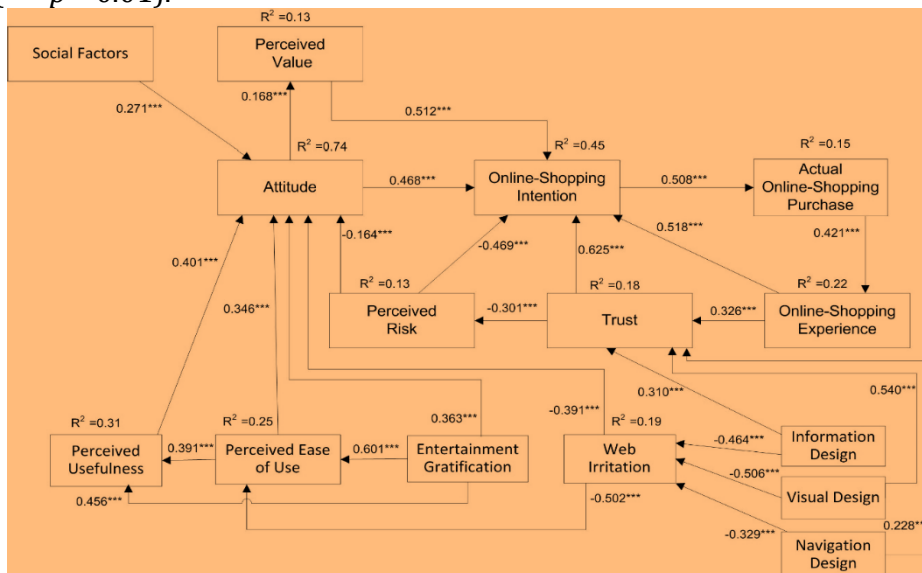 R² =0.13
Social Factors
Perceived
Value
0.168***
0.271***
0.512***
R² =0.74
R² =0.45
R² =0.15
Attitude
0.468***
Online-Shopping
Intention
0.508***
Actual
Online-Shopping
Purchase
-0.164***
-0.469***
0.625***
0.518***
0.421***
0.401***
0.346***
R² =0.13
R² =0.18
R² =0.22
Perceived
Risk
-0.301***
Trust
0.326***
Online-Shopping
Experience
0.310***
0.540***
0.363***
-0.391***
R² =0.31
R² =0.25
R² =0.19
Perceived
Usefulness
0.391***
Perceived Ease
of Use
0.601***
Entertainment
Gratification
Web
Irritation
-0.464***
Information
Design
0.456***
-0.502***
-0.506***
Visual Design
-0.329***
0.228**
Navigation
Design